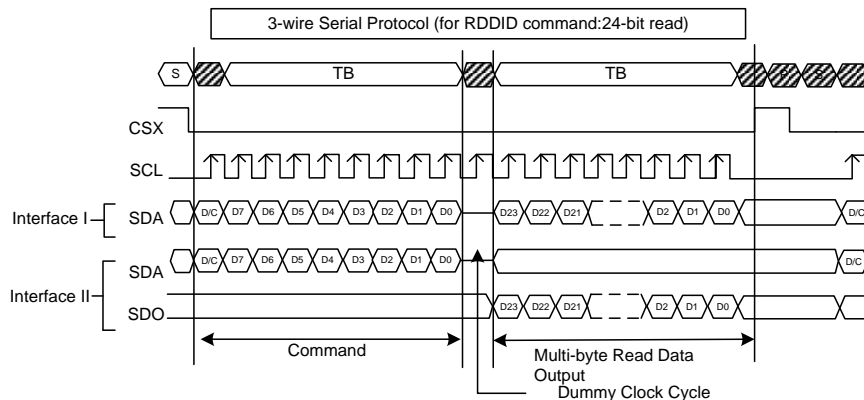 3-wire Serial Protocol (for RDDID command:24-bit read)
S TB TB P S
CSX
SCL
Interface I SDA D/C D7 D6 D5 D4 D3 D2 D1 D0 D23 D22 D21 D2 D1 D0 D/C
SDA D/C D7 D6 D5 D4 D3 D2 D1 D0 D/C
Interface II
SDO D23 D22 D21 D2 D1 D0
Command
Multi-byte Read Data
Output
Dummy Clock Cycle